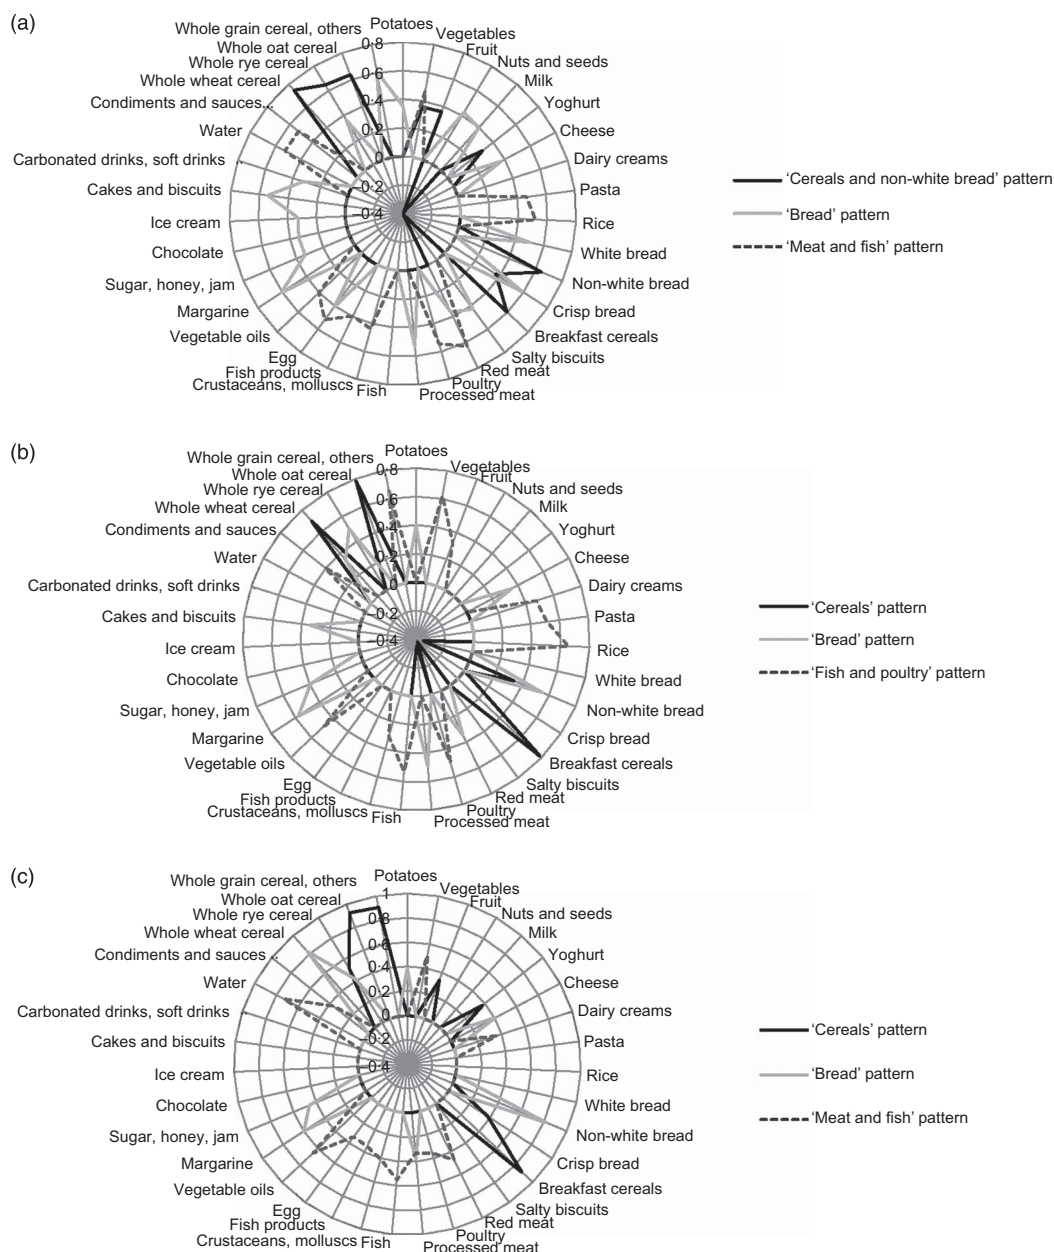 (a)
Potatoes
Vegetables
Fruit
Nuts and seeds
Milk
Yoghurt
Cheese
Dairy creams
Pasta
Rice
White bread
Non-white bread
Crisp bread
Breakfast cereals
Salty biscuits
Red meat
Poultry
Processed meat
Fish
Crustaceans, molluscs
Fish products
Egg
Vegetable oils
Margarine
Sugar, honey, jam
Chocolate
Ice cream
Cakes and biscuits
Carbonated drinks, soft drinks ..
Water
Condiments and sauces...
Whole wheat cereal
Whole rye cereal
Whole oat cereal
Whole grain cereal, others
0·8
0·6
0·4
0·2
0
–0·2
–0·4
'Cereals and non-white bread' pattern
'Bread' pattern
'Meat and fish' pattern
(b)
Potatoes
Vegetables
Fruit
Nuts and seeds
Milk
Yoghurt
Cheese
Dairy creams
Pasta
Rice
White bread
Non-white bread
Crisp bread
Breakfast cereals
Salty biscuits
Red meat
Poultry
Processed meat
Fish
Crustaceans, molluscs
Fish products
Egg
Vegetable oils
Margarine
Sugar, honey, jam
Chocolate
Ice cream
Cakes and biscuits
Carbonated drinks, soft drinks
Water
Condiments and sauces
Whole wheat cereal
Whole rye cereal
Whole oat cereal
Whole grain cereal, others
0·8
0·6
0·4
0·2
0
–0·2
–0·4
'Cereals' pattern
'Bread' pattern
'Fish and poultry' pattern
(c)
Potatoes
Vegetables
Fruit
Nuts and seeds
Milk
Yoghurt
Cheese
Dairy creams
Pasta
Rice
White bread
Non-white bread
Crisp bread
Breakfast cereals
Salty biscuits
Red meat
Poultry
Processed meat
Fish
Crustaceans, molluscs
Fish products
Egg
Vegetable oils
Margarine
Sugar, honey, jam
Chocolate
Ice cream
Cakes and biscuits
Carbonated drinks, soft drinks ..
Water
Condiments and sauces ..
Whole wheat cereal
Whole rye cereal
Whole oat cereal
Whole grain cereal, others
1
0·8
0·6
0·4
0·2
0
–0·2
0·4
'Cereals' pattern
'Bread' pattern
'Meat and fish' pattern